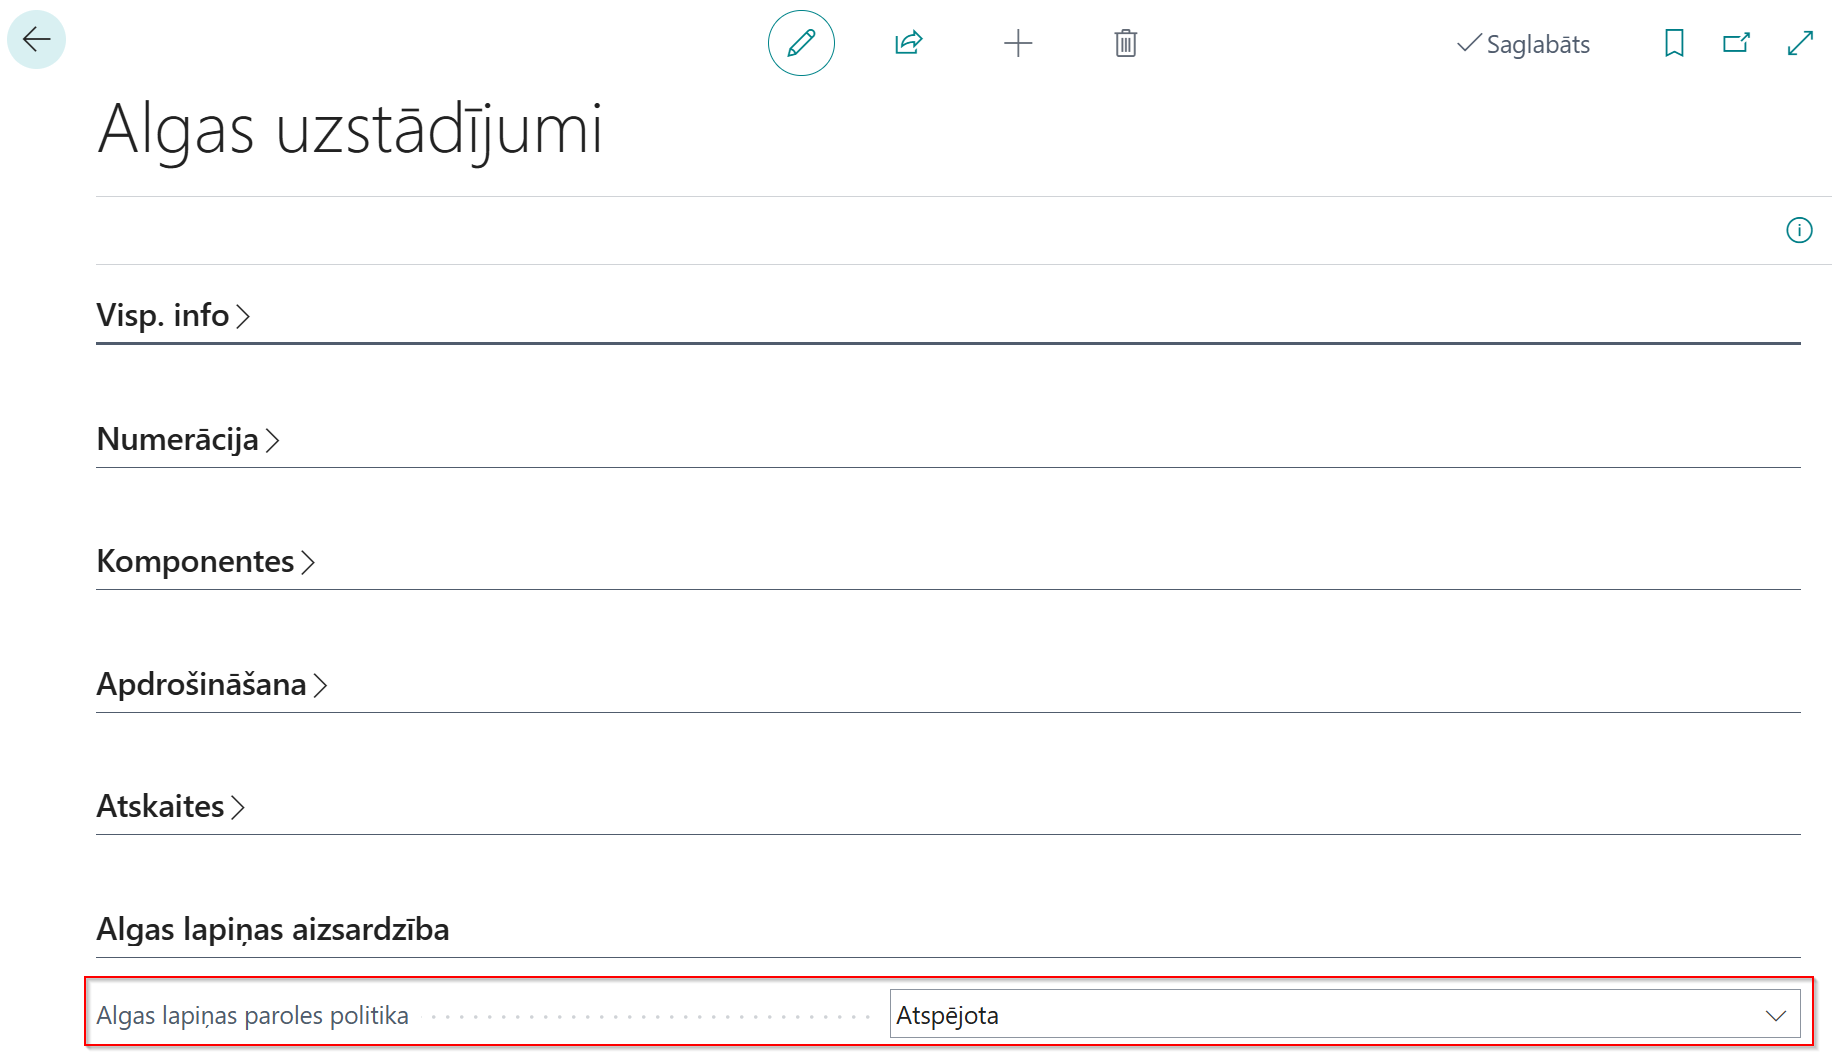 Saglabāts
Algas uzstādījumi
Visp. info
Numerācija
Komponentes
Apdrošināšana
Atskaites
Algas lapiņas aizsardzība
Algas lapiņas paroles politika Atspējota